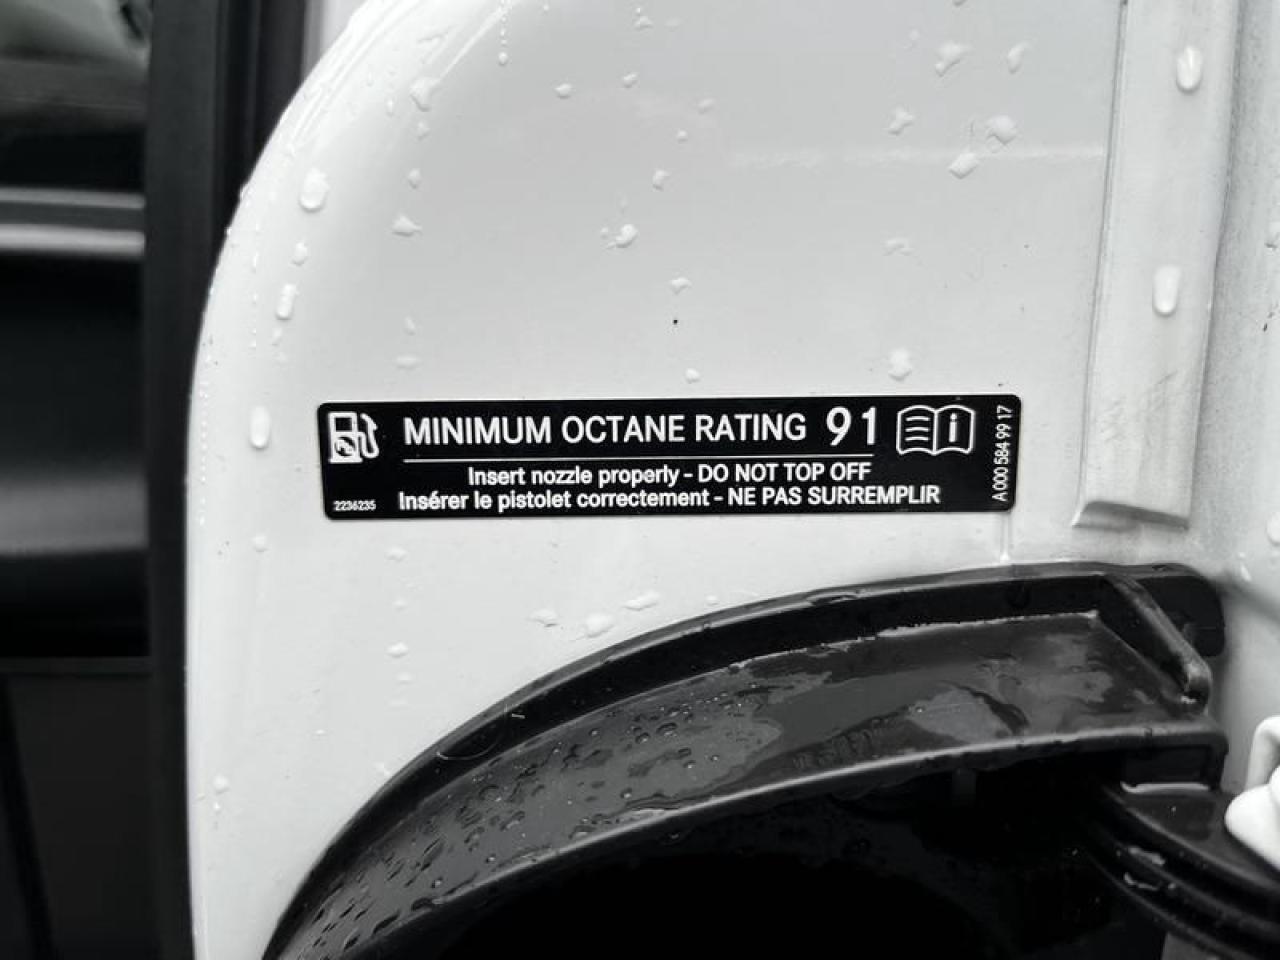 MINIMUM OCTANE RATING 91
Insert nozzle properly - DO NOT TOP OFF
Insérer le pistolet correctement - NE PAS SURREMPLIR
2236235
A 000 584 99 17